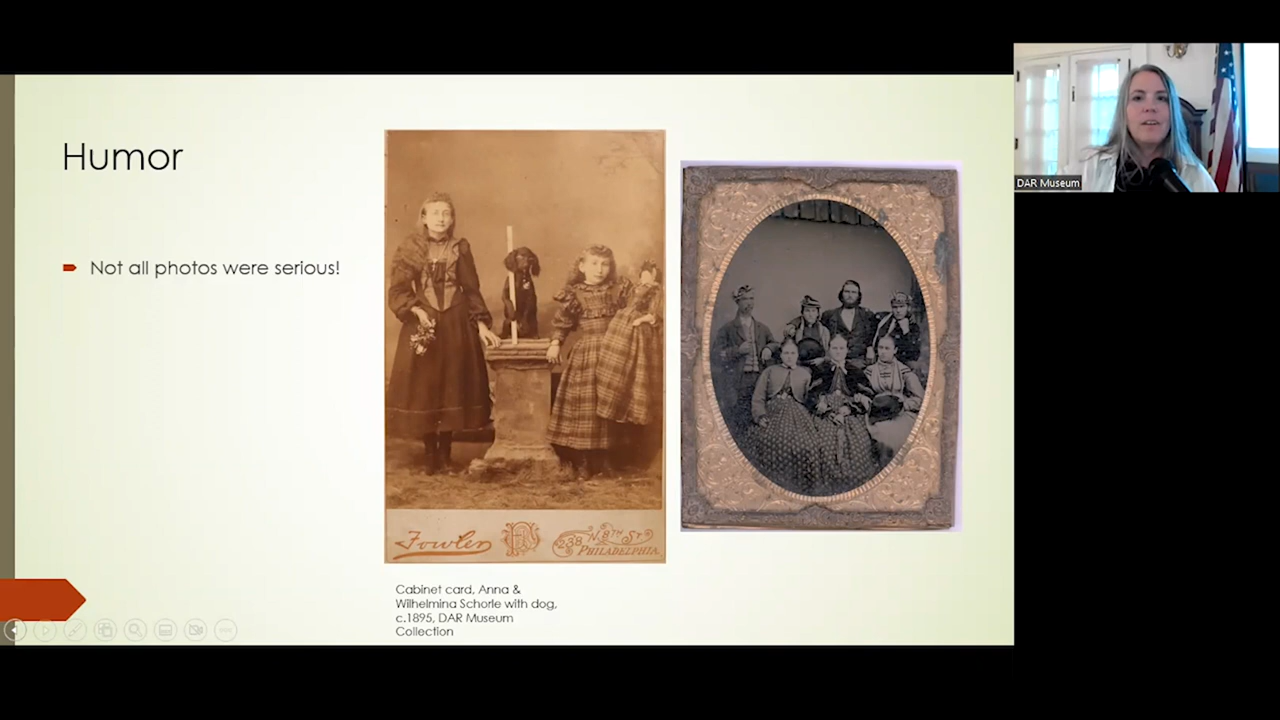 Humor
Not all photos were serious!
Fowler
238 N. 8TH ST
PHILADELPHIA.
Cabinet card, Anna &
Wilhelmina Schorle with dog,
c.1895, DAR Museum
Collection
DAR Museum